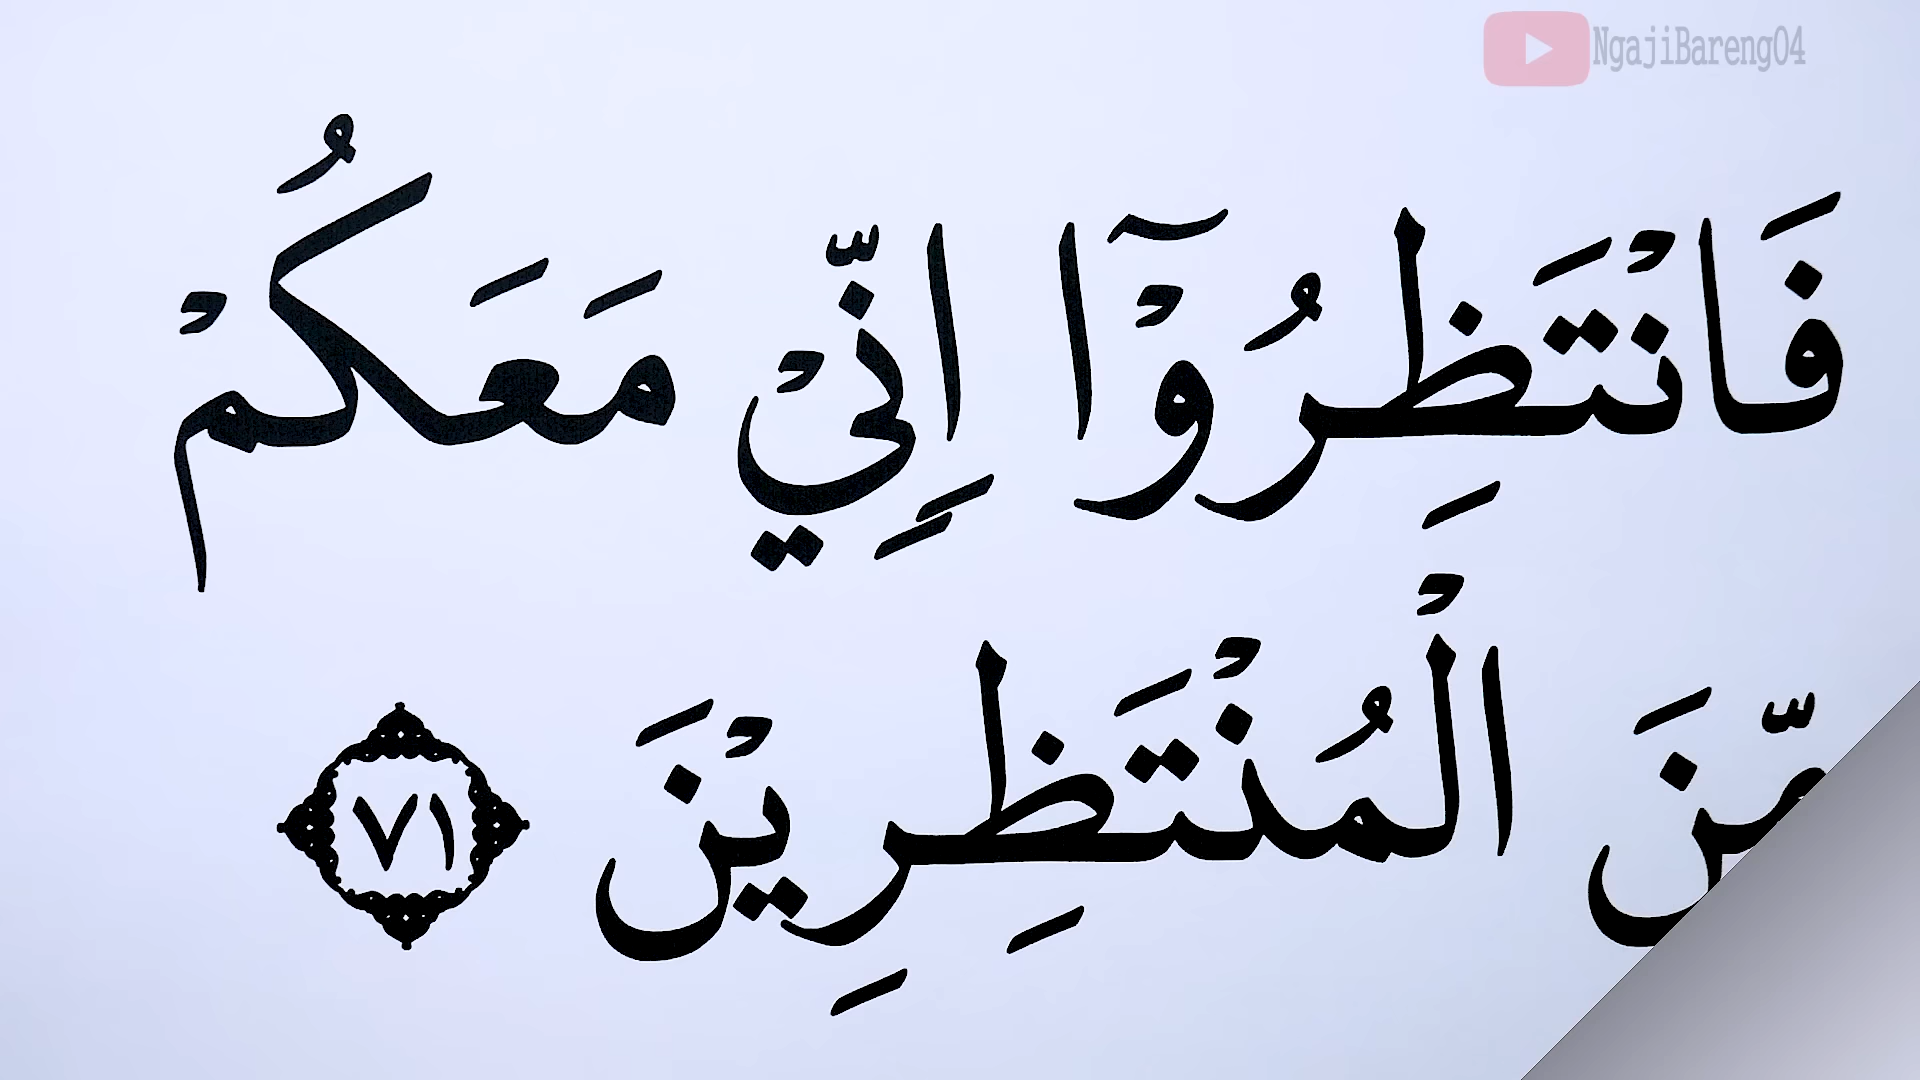 NgajiBareng04
فَانْتَظِرُوْٓا اِنِّيْ مَعَكُمْ
مِّنَ الْمُنْتَظِرِيْنَ ٧١